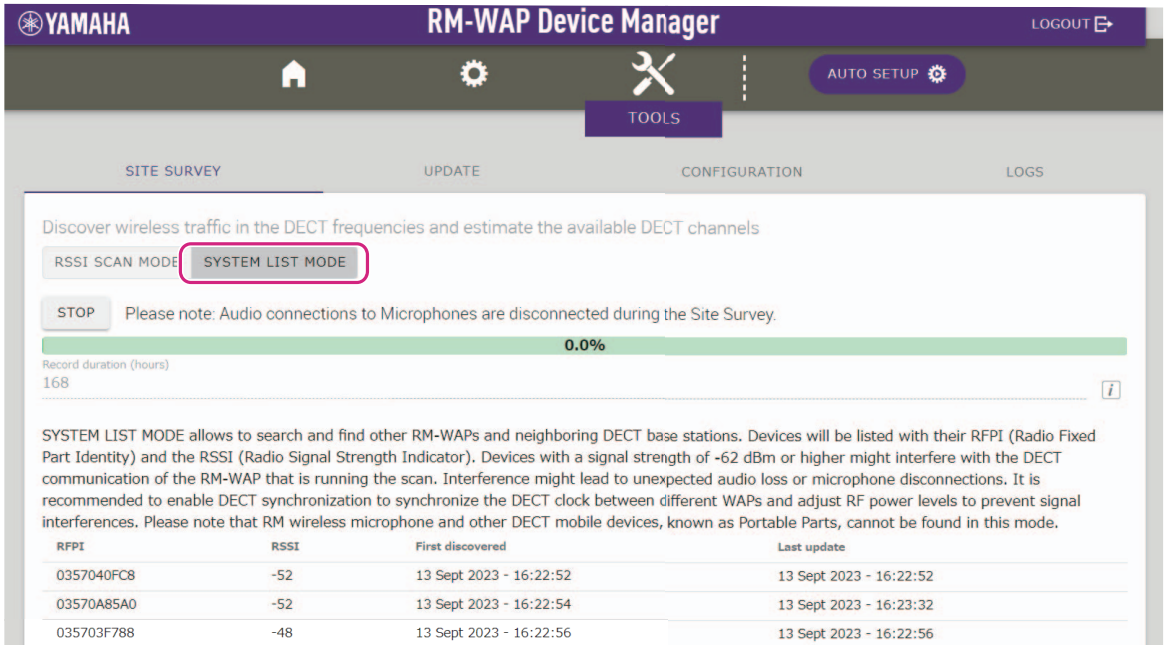 YAMAHA RM-WAP Device Manager LOGOUT
AUTO SETUP
TOOLS
SITE SURVEY UPDATE CONFIGURATION LOGS
Discover wireless traffic in the DECT frequencies and estimate the available DECT channels
RSSI SCAN MODE SYSTEM LIST MODE
STOP Please note: Audio connections to Microphones are disconnected during the Site Survey.
0.0%
Record duration (hours)
168
i
SYSTEM LIST MODE allows to search and find other RM-WAPs and neighboring DECT base stations. Devices will be listed with their RFPI (Radio Fixed
Part Identity) and the RSSI (Radio Signal Strength Indicator). Devices with a signal strength of -62 dBm or higher might interfere with the DECT
communication of the RM-WAP that is running the scan. Interference might lead to unexpected audio loss or microphone disconnections. It is
recommended to enable DECT synchronization to synchronize the DECT clock between different WAPs and adjust RF power levels to prevent signal
interferences. Please note that RM wireless microphone and other DECT mobile devices, known as Portable Parts, cannot be found in this mode.
RFPI RSSI First discovered Last update
0357040FC8 -52 13 Sept 2023 - 16:22:52 13 Sept 2023 - 16:22:52
03570A85A0 -52 13 Sept 2023 - 16:22:54 13 Sept 2023 - 16:23:32
035703F788 -48 13 Sept 2023 - 16:22:56 13 Sept 2023 - 16:22:56